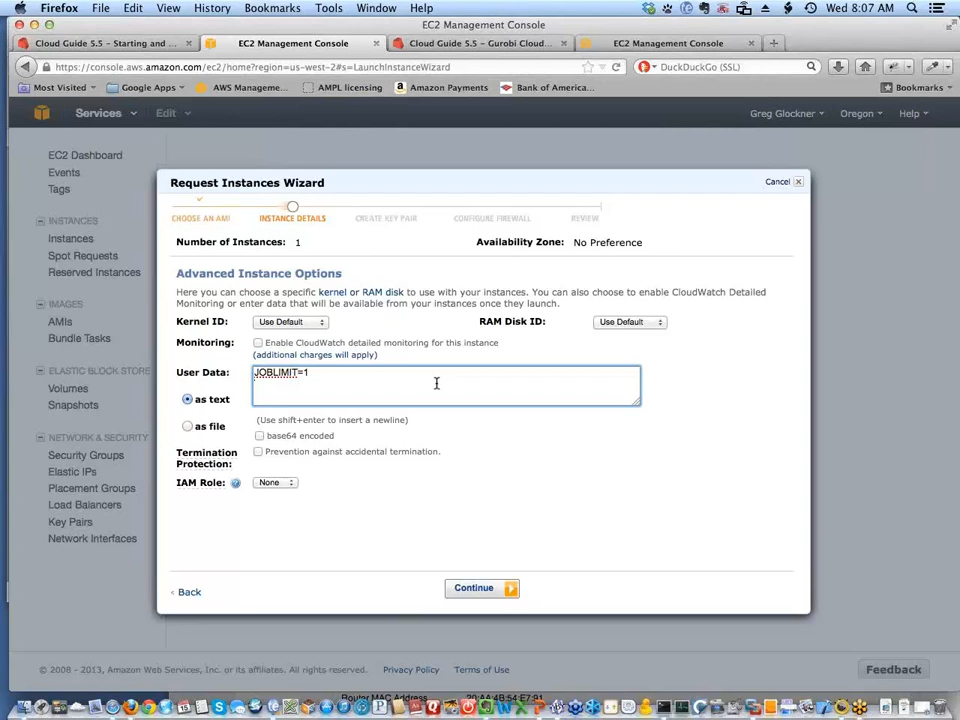 Firefox File Edit View History Bookmarks Tools Window Help Wed 8:07 AM
EC2 Management Console
Cloud Guide 5.5 – Starting and ... EC2 Management Console Cloud Guide 5.5 – Gurobi Cloud... EC2 Management Console
https://console.aws.amazon.com/ec2/home?region=us-west-2#s=LaunchInstanceWizard DuckDuckGo (SSL)
Most Visited Google Apps AWS Manageme... AMPL licensing Amazon Payments Bank of America... Bookmarks
Services Edit Greg Glockner Oregon Help
EC2 Dashboard
Events
Tags
INSTANCES
Instances
Spot Requests
Reserved Instances
IMAGES
AMIs
Bundle Tasks
ELASTIC BLOCK STORE
Volumes
Snapshots
NETWORK & SECURITY
Security Groups
Elastic IPs
Placement Groups
Load Balancers
Key Pairs
Network Interfaces
Request Instances Wizard Cancel
CHOOSE AN AMI INSTANCE DETAILS CREATE KEY PAIR CONFIGURE FIREWALL REVIEW
Number of Instances: 1 Availability Zone: No Preference
Advanced Instance Options
Here you can choose a specific kernel or RAM disk to use with your instances. You can also choose to enable CloudWatch Detailed
Monitoring or enter data that will be available from your instances once they launch.
Kernel ID: Use Default RAM Disk ID: Use Default
Monitoring: Enable CloudWatch detailed monitoring for this instance
(additional charges will apply)
User Data: JOBLIMIT=1
as text
(Use shift+enter to insert a newline)
as file
base64 encoded
Termination Protection: Prevention against accidental termination.
IAM Role: None
Back Continue
© 2008 - 2013, Amazon Web Services, Inc. or its affiliates. All rights reserved. Privacy Policy Terms of Use Feedback
Router MAC Address 20:AA:4B:54:E7:91